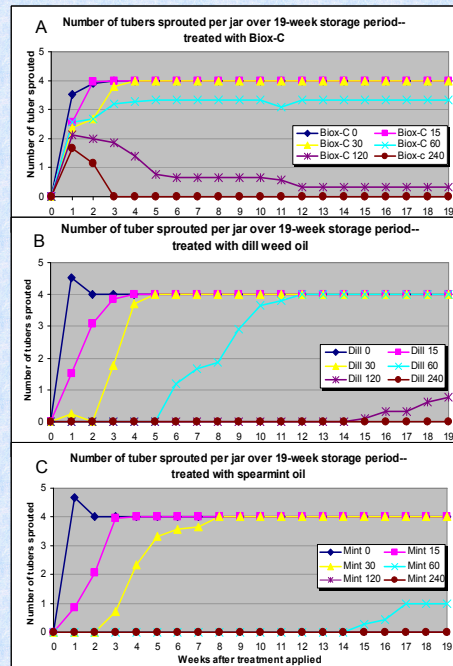 A
Number of tubers sprouted per jar over 19-week storage period--
treated with Biox-C
Number of tuber sprouted
5
4
3
2
1
0
Biox-C 0 Biox-C 15
Biox-C 30 Biox-C 60
Biox-C 120 Biox-C 240
0 1 2 3 4 5 6 7 8 9 10 11 12 13 14 15 16 17 18 19
B
Number of tuber sprouted per jar over 19-week storage period--
treated with dill weed oil
Number of tubers sprouted
5
4
3
2
1
0
Dill 0 Dill 15
Dill 30 Dill 60
Dill 120 Dill 240
0 1 2 3 4 5 6 7 8 9 10 11 12 13 14 15 16 17 18 19
C
Number of tuber sprouted per jar over 19-week storage period--
treated with spearmint oil
Number of tubers sprouted
5
4
3
2
1
0
Mint 0 Mint 15
Mint 30 Mint 60
Mint 120 Mint 240
0 1 2 3 4 5 6 7 8 9 10 11 12 13 14 15 16 17 18 19
Weeks after treatment applied